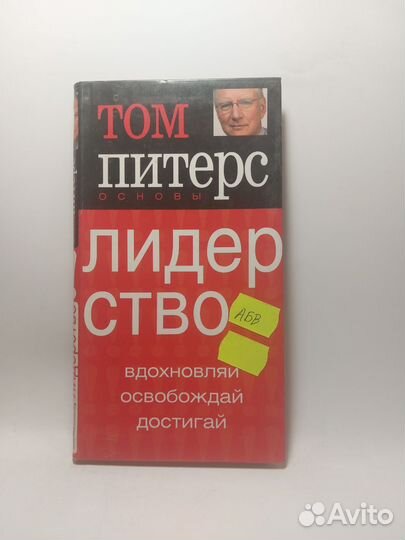 ТОМ
ПИТЕРС
ОСНОВЫ
ЛИДЕР
СТВО
АБВ
ВДОХНОВЛЯЙ
ОСВОБОЖДАЙ
ДОСТИГАЙ
Avito